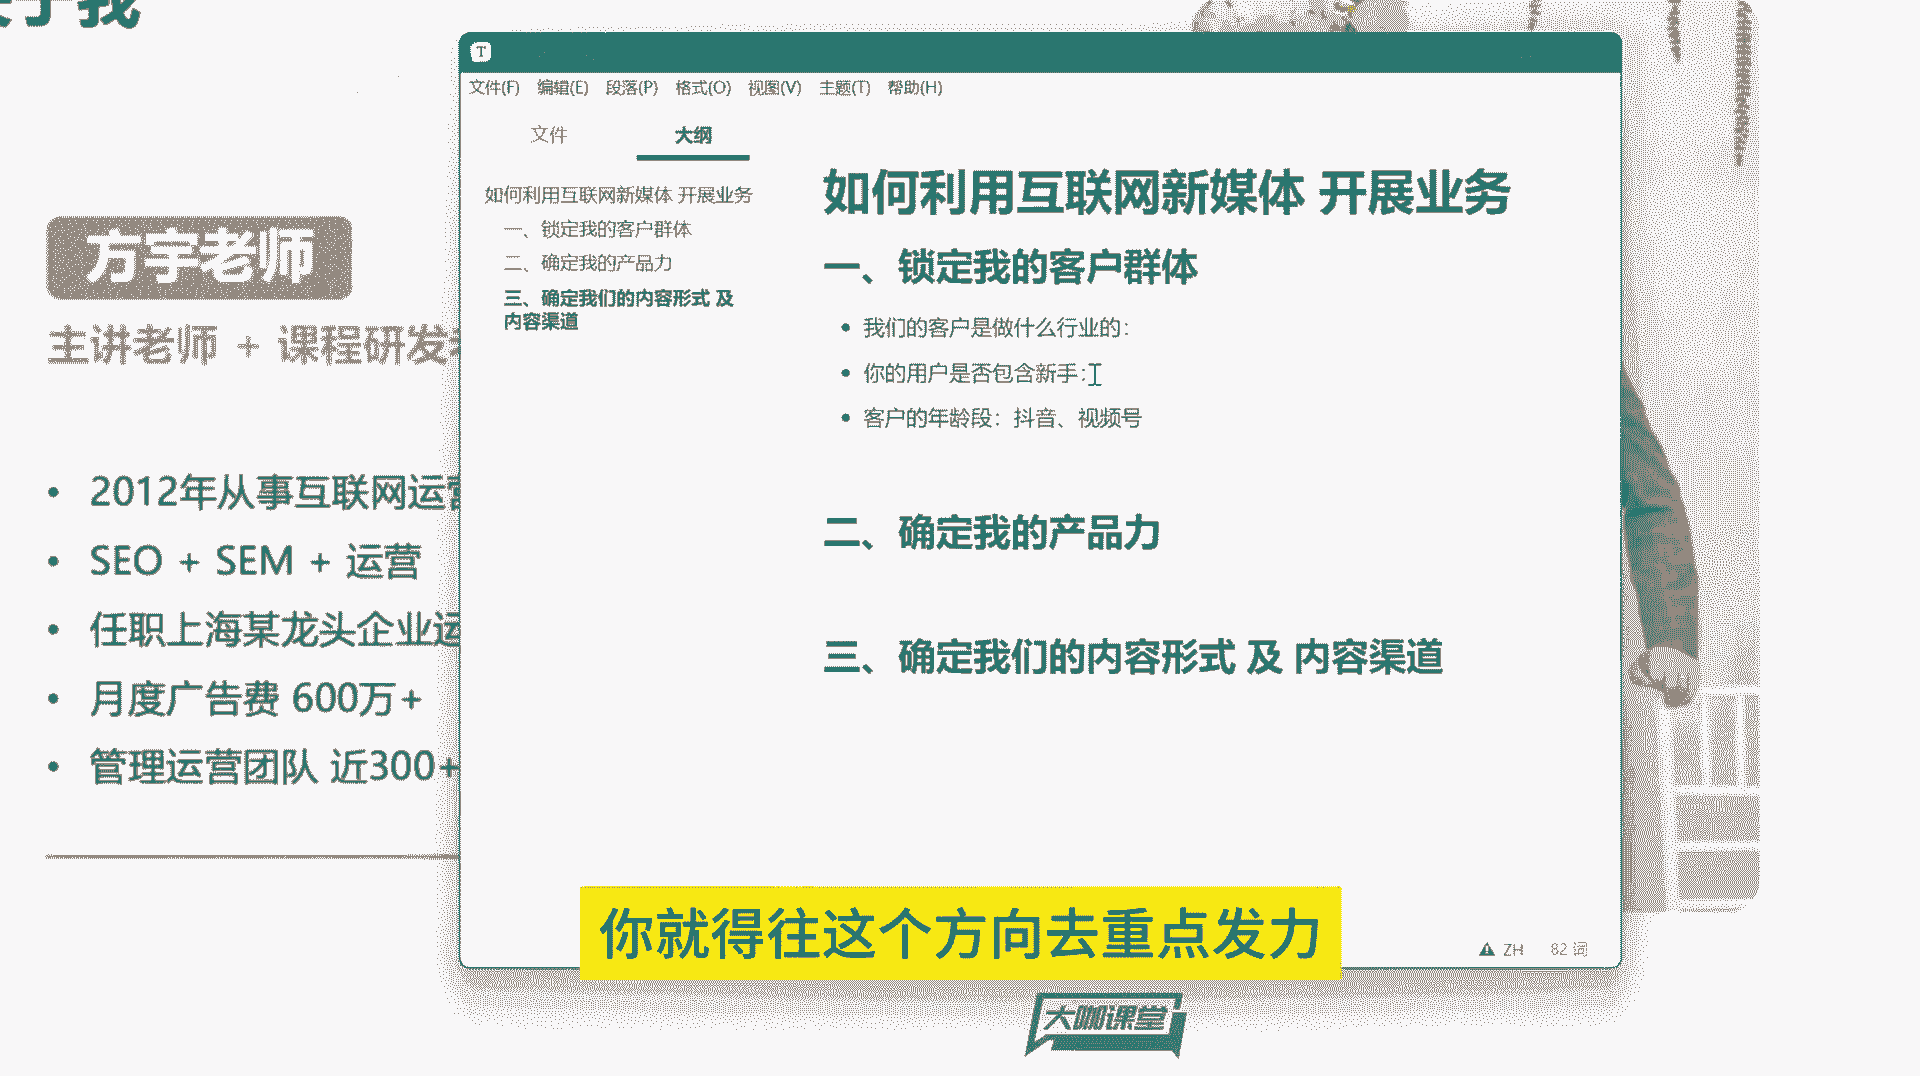 于我
方宇老师
主讲老师 + 课程研发
2012年从事互联网运营
SEO + SEM + 运营
任职上海某龙头企业运
月度广告费 600万+
管理运营团队 近300+
T
文件(F) 编辑(E) 段落(P) 格式(O) 视图(V) 主题(T) 帮助(H)
文件 大纲
如何利用互联网新媒体 开展业务
一、锁定我的客户群体
二、确定我的产品力
三、确定我们的内容形式 及
内容渠道
如何利用互联网新媒体 开展业务
一、锁定我的客户群体
我们的客户是做什么行业的：
你的用户是否包含新手：
客户的年龄段：抖音、视频号
二、确定我的产品力
三、确定我们的内容形式 及 内容渠道
ZH 82 词
你就得往这个方向去重点发力
大咖课堂